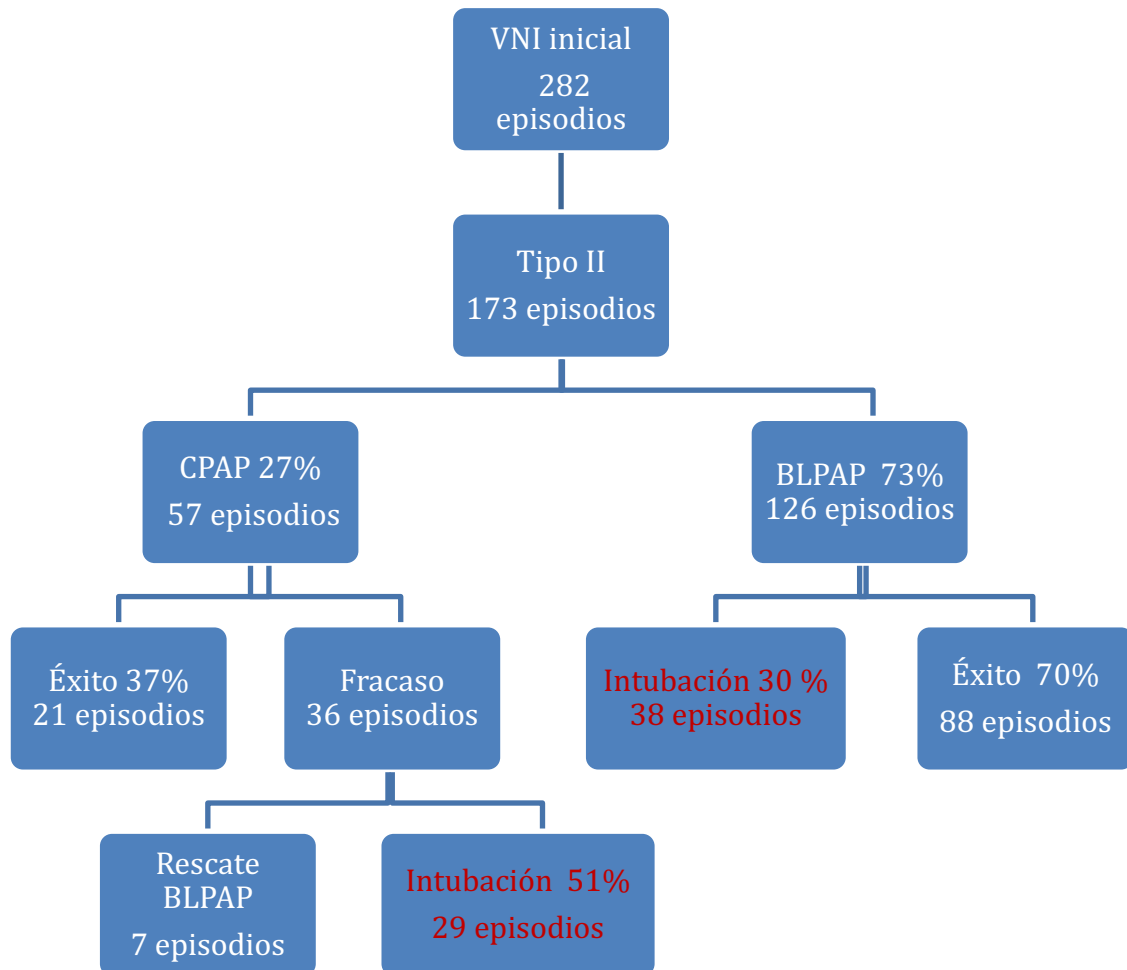 VNI inicial
282
episodios
Tipo II
173 episodios
CPAP 27%
57 episodios
BLPAP  73%
126 episodios
Éxito 37%
21 episodios
Fracaso
36 episodios
Intubación 30 %
38 episodios
Éxito  70%
88 episodios
Rescate
BLPAP
7 episodios
Intubación  51%
29 episodios